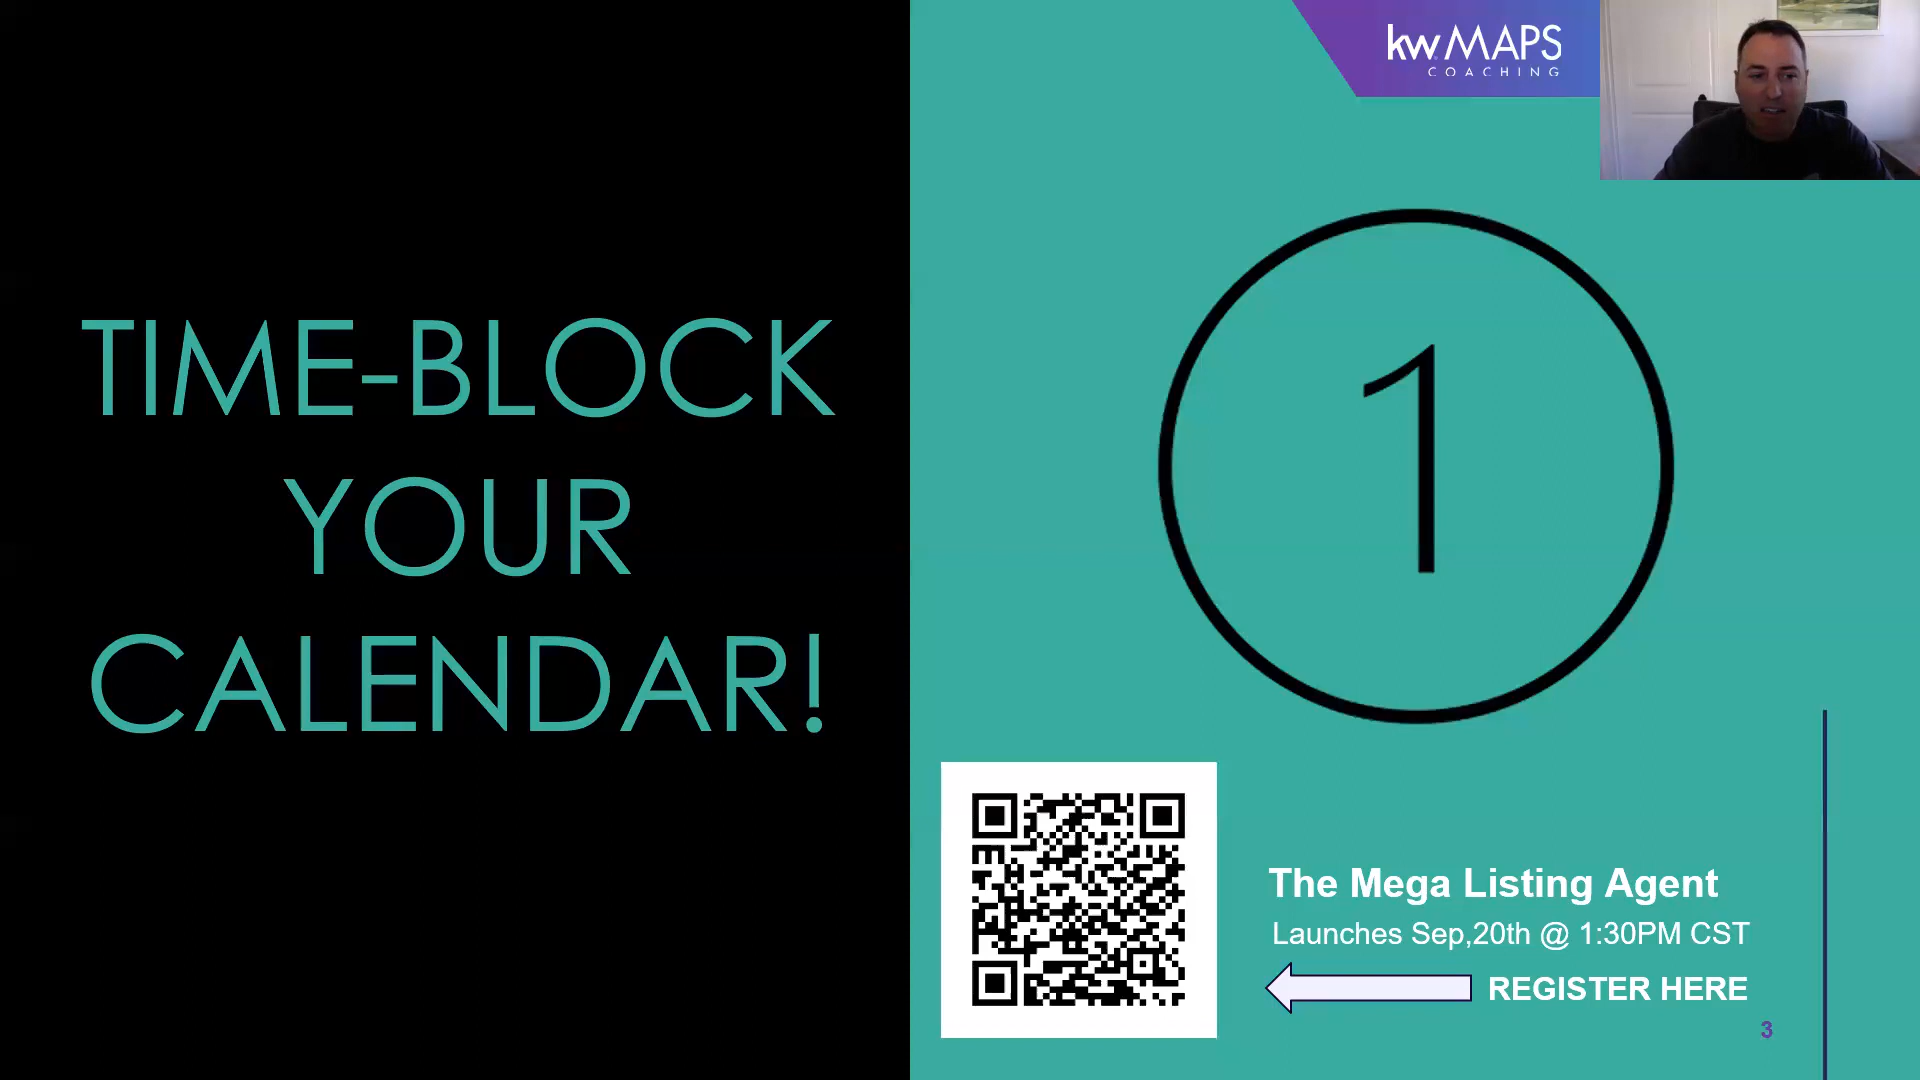 TIME-BLOCK
YOUR
CALENDAR!
kw MAPS
COACHING
1
The Mega Listing Agent
Launches Sep,20th @ 1:30PM CST
REGISTER HERE
3